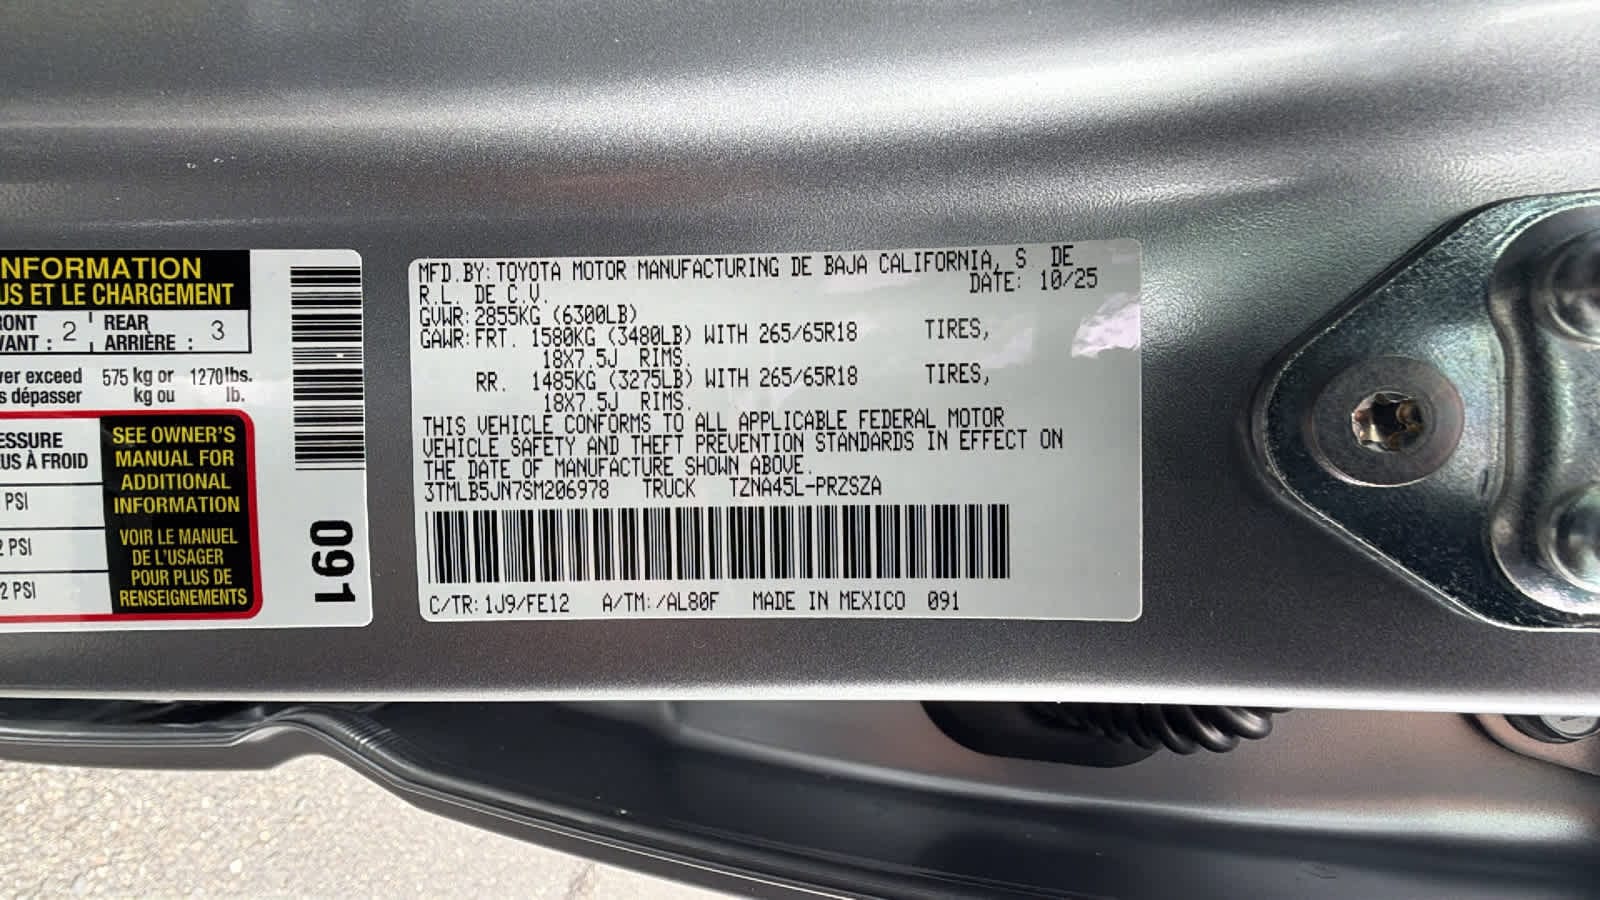 NFORMATION
US ET LE CHARGEMENT
RONT 2 REAR 3
VANT : ARRIÈRE :
ver exceed 575 kg or 1270 lbs.
s dépasser kg ou lb.
ESSURE
US À FROID
PSI
2 PSI
2 PSI
SEE OWNER'S
MANUAL FOR
ADDITIONAL
INFORMATION
VOIR LE MANUEL
DE L'USAGER
POUR PLUS DE
RENSEIGNEMENTS
091
MFD.BY: TOYOTA MOTOR MANUFACTURING DE BAJA CALIFORNIA, S DE
R.L. DE C.V. DATE: 10/25
GVWR: 2855KG (6300LB)
GAWR: FRT. 1580KG (3480LB) WITH 265/65R18 TIRES,
18X7.5J RIMS.
RR. 1485KG (3275LB) WITH 265/65R18 TIRES,
18X7.5J RIMS.
THIS VEHICLE CONFORMS TO ALL APPLICABLE FEDERAL MOTOR
VEHICLE SAFETY AND THEFT PREVENTION STANDARDS IN EFFECT ON
THE DATE OF MANUFACTURE SHOWN ABOVE.
3TMLB5JN7SM206978 TRUCK TZNA45L-PRZSZA
C/TR: 1J9/FE12 A/TM: /AL80F MADE IN MEXICO 091